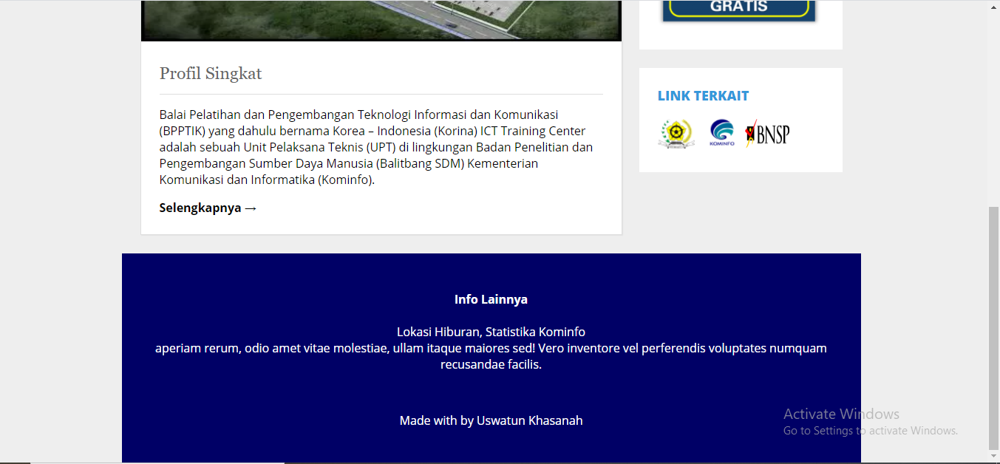 GRATIS
Profil Singkat
Balai Pelatihan dan Pengembangan Teknologi Informasi dan Komunikasi
(BPPTIK) yang dahulu bernama Korea – Indonesia (Korina) ICT Training Center
adalah sebuah Unit Pelaksana Teknis (UPT) di lingkungan Badan Penelitian dan
Pengembangan Sumber Daya Manusia (Balitbang SDM) Kementerian
Komunikasi dan Informatika (Kominfo).
Selengkapnya →
LINK TERKAIT
KOMINFO
BNSP
Info Lainnya
Lokasi Hiburan, Statistika Kominfo
aperiam rerum, odio amet vitae molestiae, ullam itaque maiores sed! Vero inventore vel perferendis voluptates numquam
recusandae facilis.
Made with by Uswatun Khasanah
Activate Windows
Go to Settings to activate Windows.